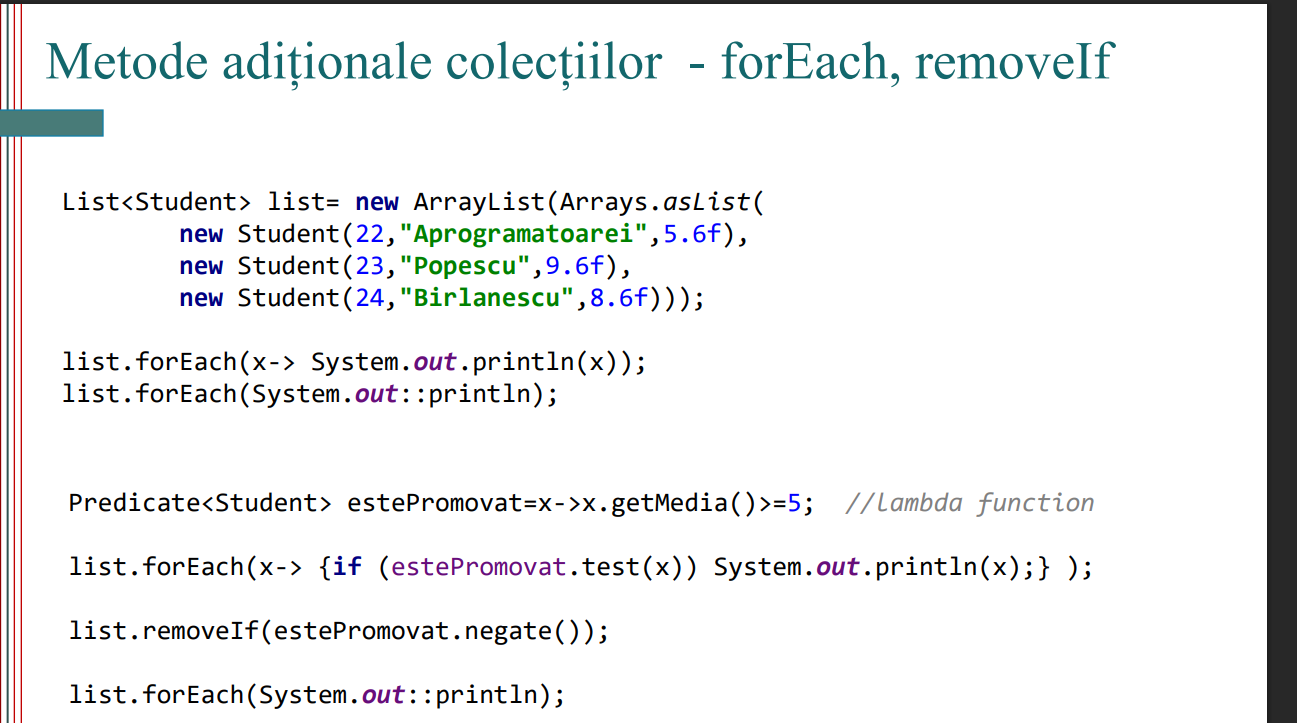 Metode adiționale colecțiilor - forEach, removeIf
List<Student> list= new ArrayList(Arrays.asList(
new Student(22,"Aprogramatoarei",5.6f),
new Student(23,"Popescu",9.6f),
new Student(24,"Birlanescu",8.6f)));
list.forEach(x-> System.out.println(x));
list.forEach(System.out::println);
Predicate<Student> estePromovat=x->x.getMedia()>=5; //lambda function
list.forEach(x-> {if (estePromovat.test(x)) System.out.println(x);} );
list.removeIf(estePromovat.negate());
list.forEach(System.out::println);